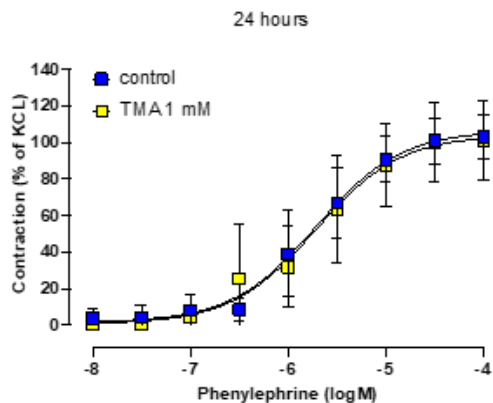 24 hours
control
TMA 1 mM
Contraction (% of KCL)
140
120
100
80
60
40
20
0
-8 -7 -6 -5 -4
Phenylephrine (logM)